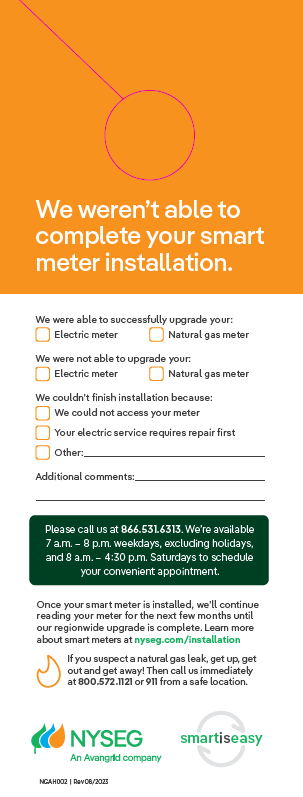 We weren't able to
complete your smart
meter installation.
We were able to successfully upgrade your:
Electric meter Natural gas meter
We were not able to upgrade your:
Electric meter Natural gas meter
We couldn't finish installation because:
We could not access your meter
Your electric service requires repair first
Other:
Additional comments:
Please call us at 866.531.6313. We're available
7 a.m. – 8 p.m. weekdays, excluding holidays,
and 8 a.m. – 4:30 p.m. Saturdays to schedule
your convenient appointment.
Once your smart meter is installed, we'll continue
reading your meter for the next few months until
our regionwide upgrade is complete. Learn more
about smart meters at nyseg.com/installation
If you suspect a natural gas leak, get up, get
out and get away! Then call us immediately
at 800.572.1121 or 911 from a safe location.
NYSEG
An Avangrid company
smartiseasy
NGAH002 | Rev 08/2023